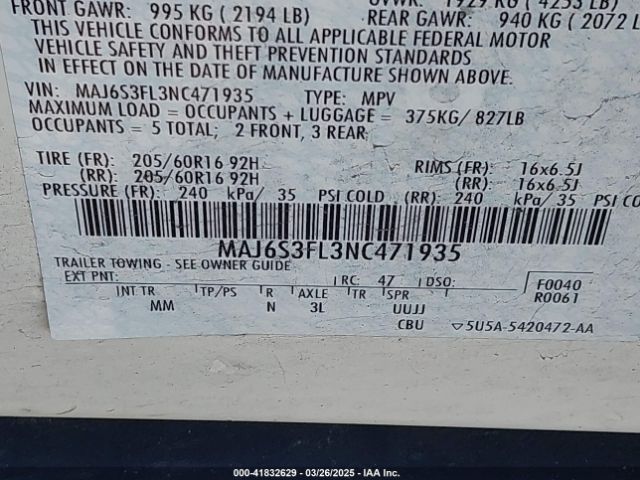 FRONT GAWR: 995 KG ( 2194 LB) GVWR: 1929 KG ( 4253 LB)
REAR GAWR: 940 KG ( 2072 L
THIS VEHICLE CONFORMS TO ALL APPLICABLE FEDERAL MOTOR
VEHICLE SAFETY AND THEFT PREVENTION STANDARDS
IN EFFECT ON THE DATE OF MANUFACTURE SHOWN ABOVE.
VIN: MAJ6S3FL3NC471935 TYPE: MPV
MAXIMUM LOAD = OCCUPANTS + LUGGAGE = 375KG/ 827LB
OCCUPANTS = 5 TOTAL; 2 FRONT, 3 REAR
TIRE (FR): 205/60R16 92H RIMS (FR): 16x6.5J
(RR): 205/60R16 92H (RR): 16x6.5J
PRESSURE (FR): 240 kPa/ 35 PSI COLD (RR): 240 kPa/35 PSI CO
MAJ6S3FL3NC471935
TRAILER TOWING - SEE OWNER GUIDE
EXT PNT: RC: 47 DSO: F0040
INT TR TP/PS R AXLE TR SPR R0061
MM N 3L UUJJ
CBU 5U5A-5420472-AA
000-41832629 - 03/26/2025 - IAA Inc.